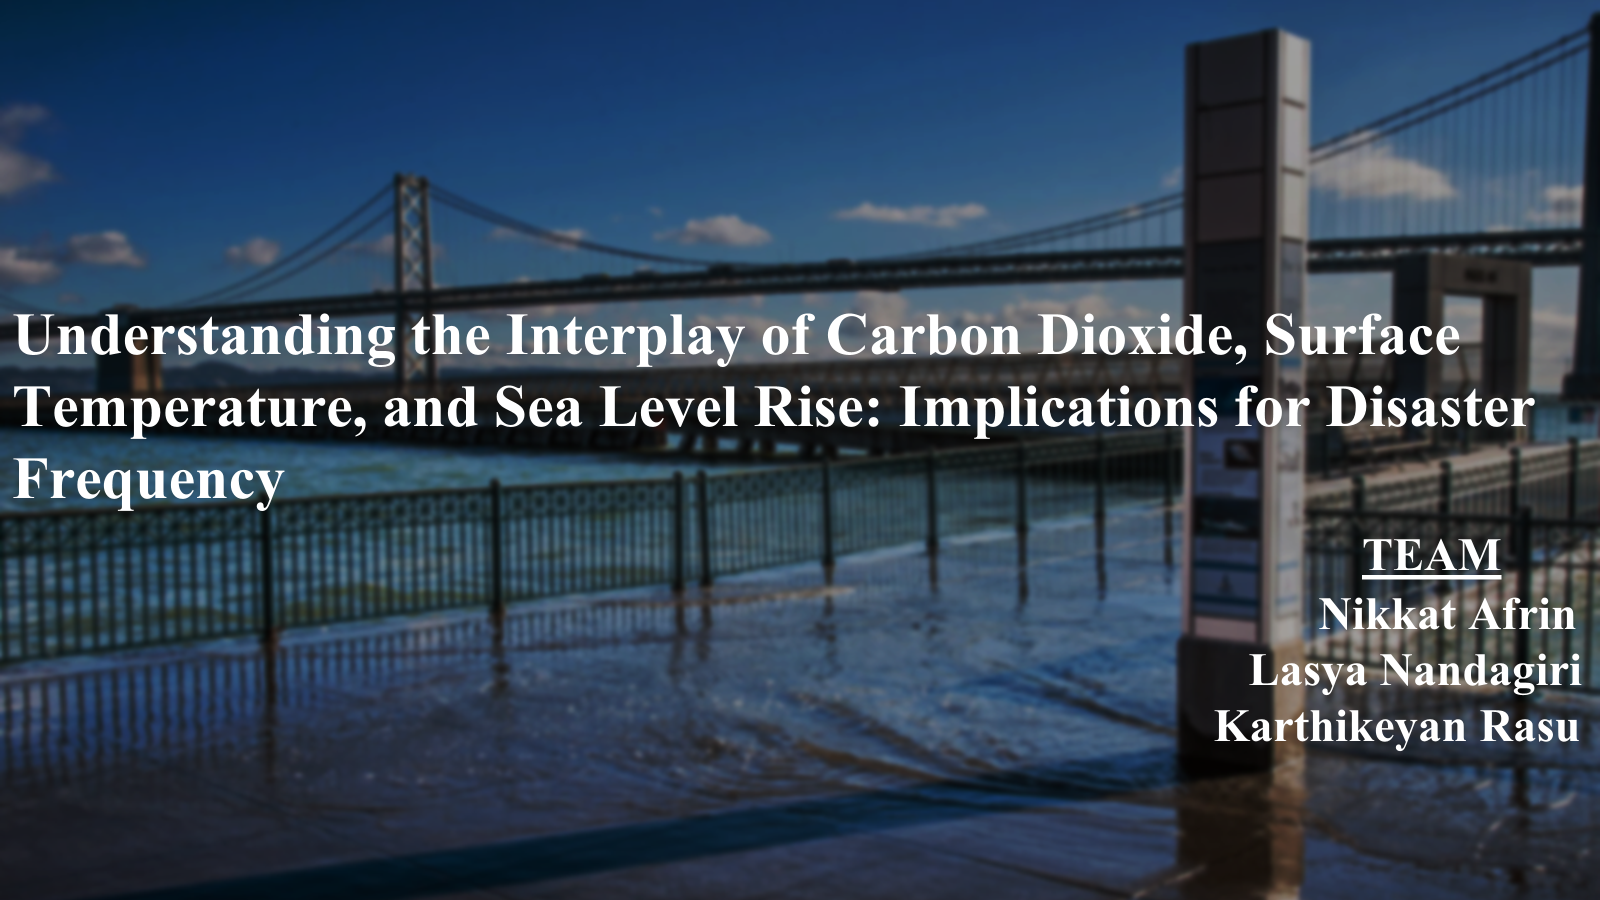 Understanding the Interplay of Carbon Dioxide, Surface
Temperature, and Sea Level Rise: Implications for Disaster
Frequency
TEAM
Nikkat Afrin
Lasya Nandagiri
Karthikeyan Rasu